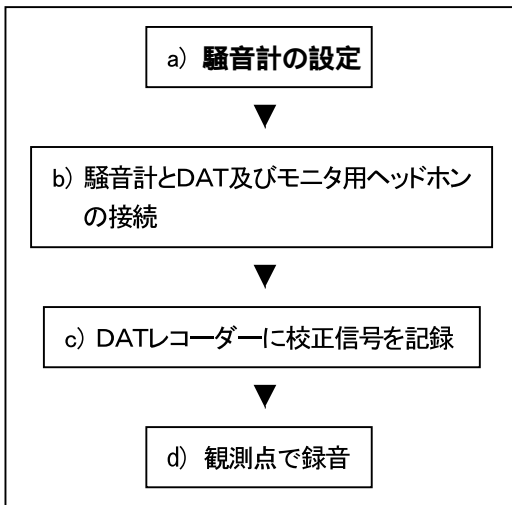 a) 騒音計の設定
▼
b) 騒音計とDAT及びモニタ用ヘッドホン
の接続
▼
c) DATレコーダーに校正信号を記録
▼
d) 観測点で録音